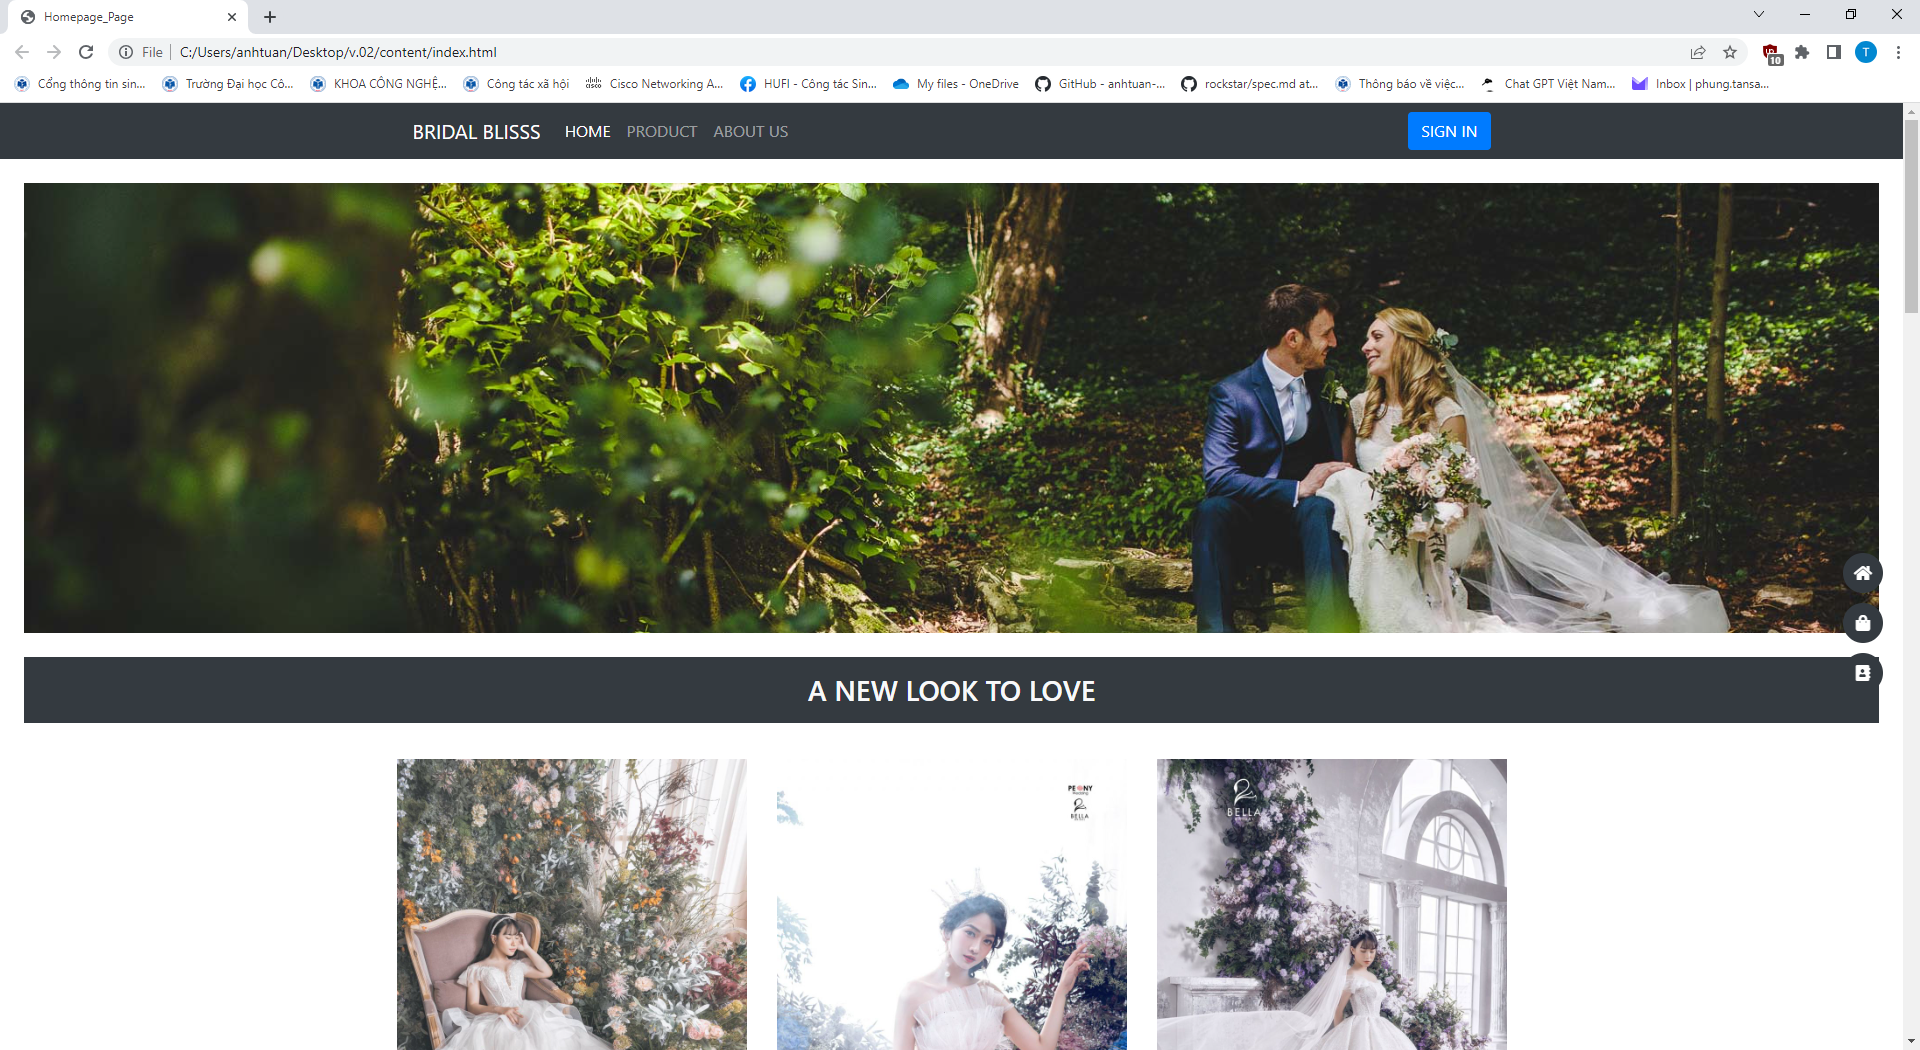 Homepage_Page
File C:/Users/anhtuan/Desktop/v.02/content/index.html
10
T
Cổng thông tin sin... Trường Đại học Cô... KHOA CÔNG NGHỆ... Công tác xã hội Cisco Networking A... HUFI - Công tác Sin... My files - OneDrive GitHub - anhtuan-... rockstar/spec.md at... Thông báo về việc... Chat GPT Việt Nam... Inbox | phung.tansa...
BRIDAL BLISSS HOME PRODUCT ABOUT US SIGN IN
A NEW LOOK TO LOVE
PEONY
BELLA
BELLA